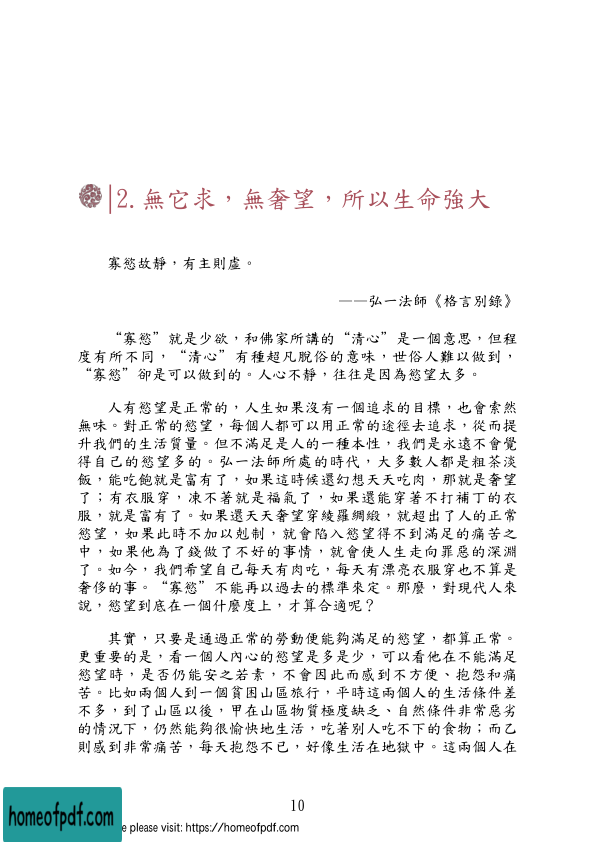 2. 無它求，無奢望，所以生命強大
寡慾故靜，有主則虛。
——弘一法師《格言別錄》
“寡慾”就是少欲，和佛家所講的“清心”是一個意思，但程
度有所不同，“清心”有種超凡脫俗的意味，世俗人難以做到，
“寡慾”卻是可以做到的。人心不靜，往往是因為慾望太多。
人有慾望是正常的，人生如果沒有一個追求的目標，也會索然
無味。對正常的慾望，每個人都可以用正常的途徑去追求，從而提
升我們的生活質量。但不滿足是人的一種本性，我們是永遠不會覺
得自己的慾望多的。弘一法師所處的時代，大多數人都是粗茶淡
飯，能吃飽就是富有了，如果這時候還幻想天天吃肉，那就是奢望
了；有衣服穿，凍不著就是福氣了，如果還能穿著不打補丁的衣
服，就是富有了。如果還天天奢望穿綾羅綢緞，就超出了人的正常
慾望，如果此時不加以剋制，就會陷入慾望得不到滿足的痛苦之
中，如果他為了錢做了不好的事情，就會使人生走向罪惡的深淵
了。如今，我們希望自己每天有肉吃，每天有漂亮衣服穿也不算是
奢侈的事。“寡慾”不能再以過去的標準來定。那麼，對現代人來
說，慾望到底在一個什麼度上，才算合適呢？
其實，只要是通過正常的勞動便能夠滿足的慾望，都算正常。
更重要的是，看一個人內心的慾望是多是少，可以看他在不能滿足
慾望時，是否仍能安之若素，不會因此而感到不方便、抱怨和痛
苦。比如兩個人到一個貧困山區旅行，平時這兩個人的生活條件差
不多，到了山區以後，甲在山區物質極度缺乏、自然條件非常惡劣
的情況下，仍然能夠很愉快地生活，吃著別人吃不下的食物；而乙
則感到非常痛苦，每天抱怨不已，好像生活在地獄中。這兩個人在
10
homeofpdf.com
e please visit: https://homeofpdf.com